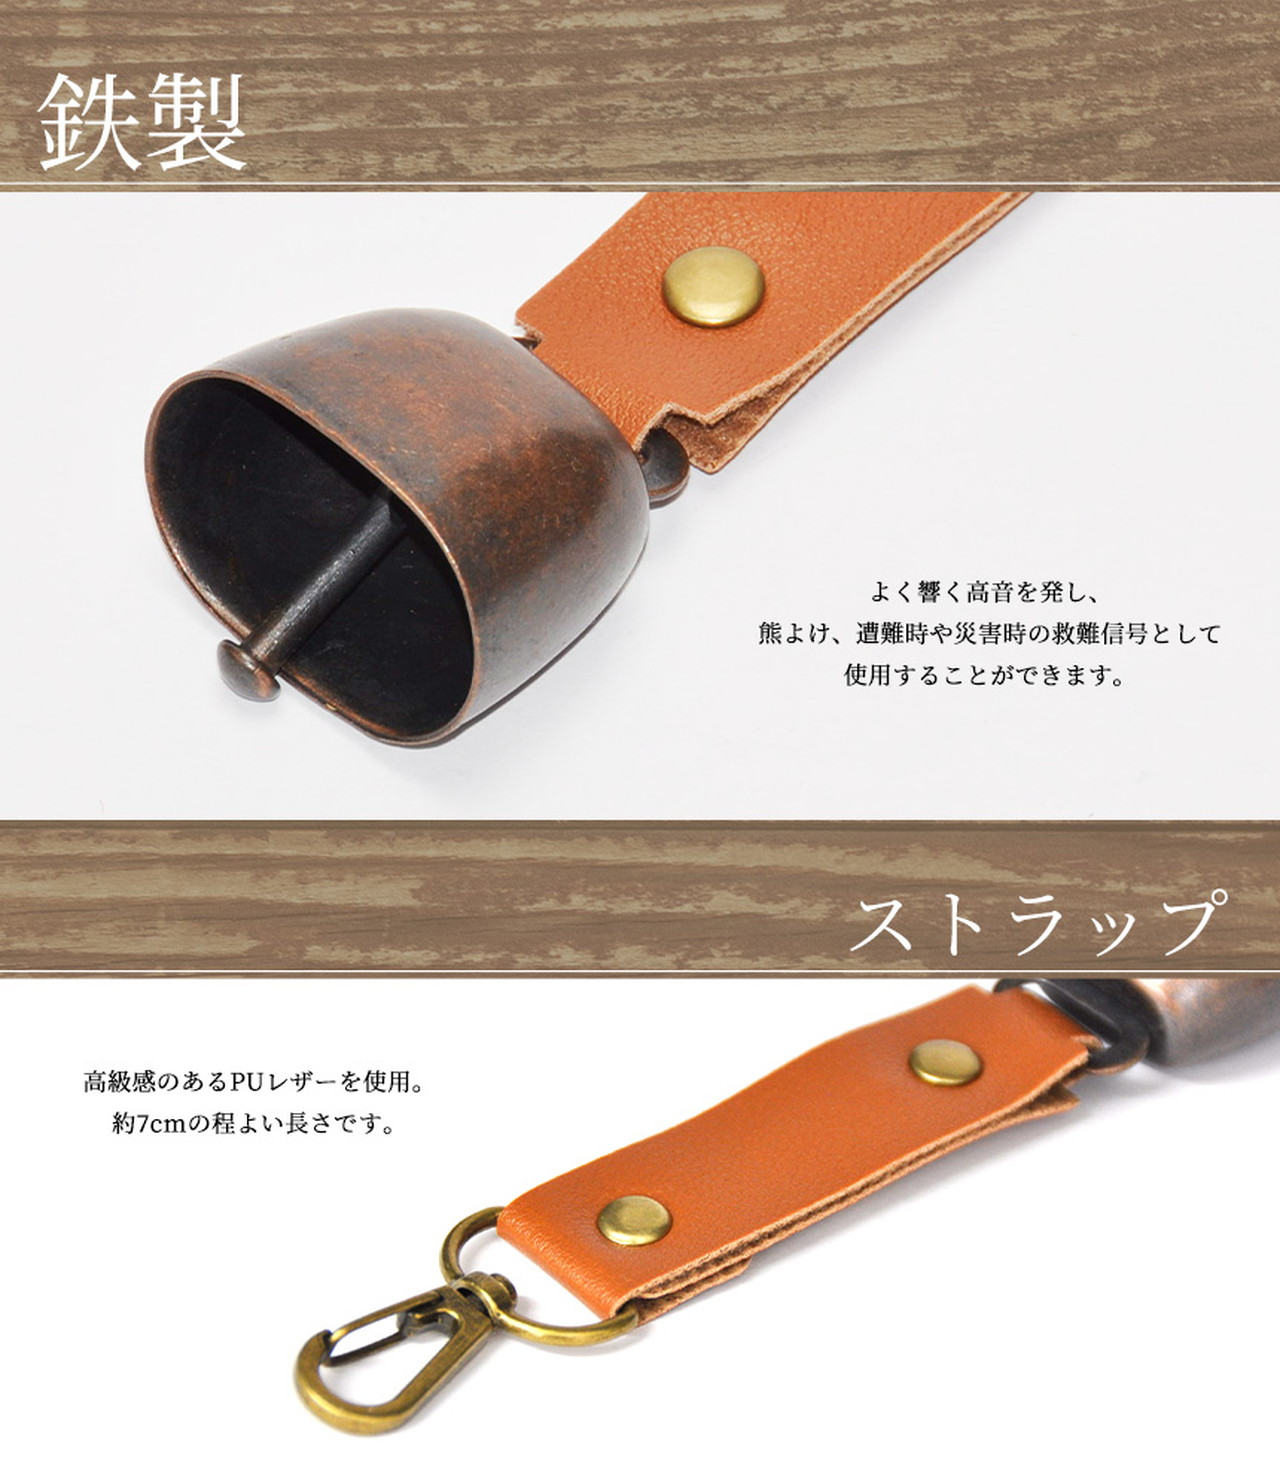 鉄製
よく響く高音を発し、
熊よけ、遭難時や災害時の救難信号として
使用することができます。
ストラップ
高級感のあるPUレザーを使用。
約7cmの程よい長さです。